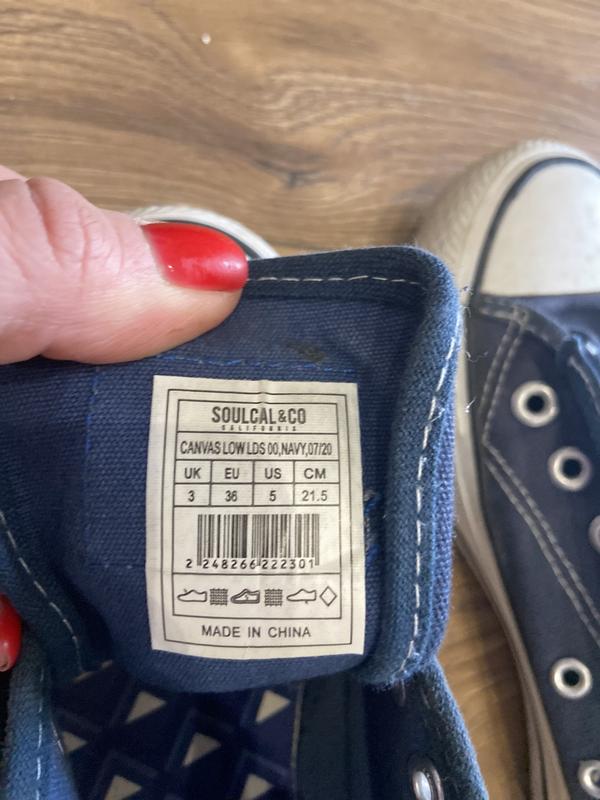 SOULCAL&CO
CALIFORNIA
CANVAS LOW LDS 00,NAVY,07/20
UK EU US CM
3 36 5 21.5
2 248266 222301
MADE IN CHINA